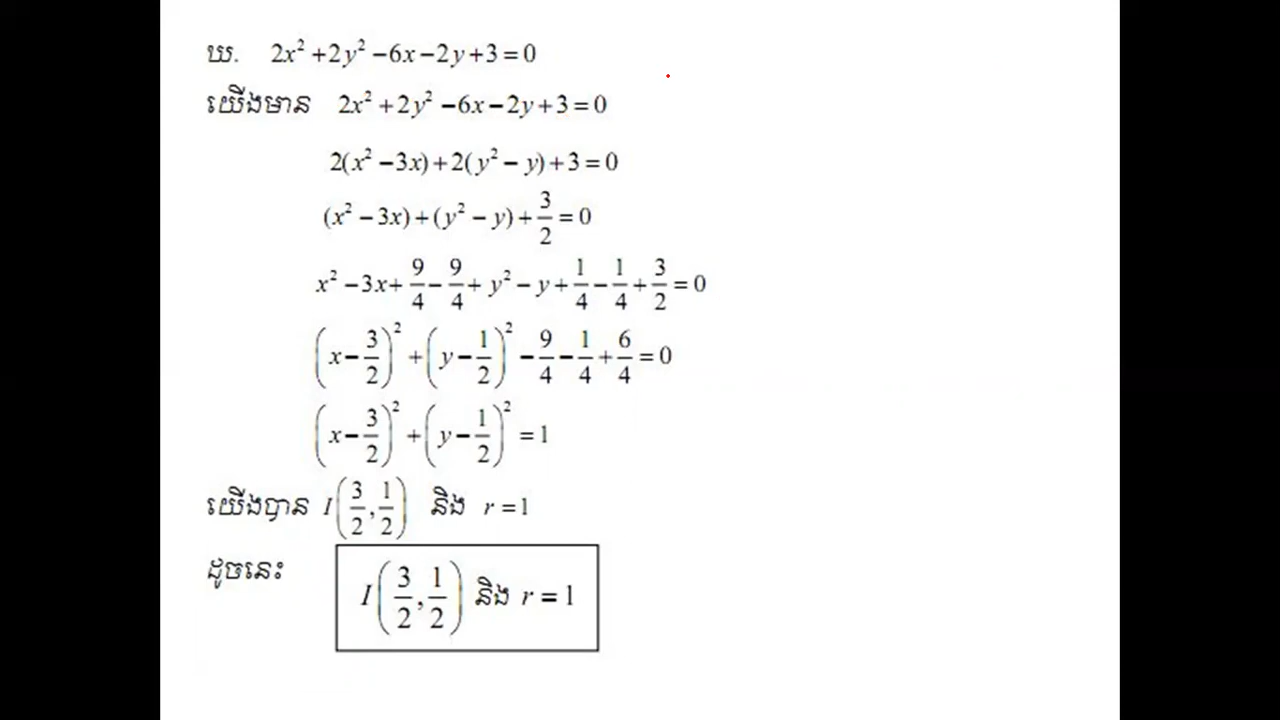 ឃ. 2x² + 2y² − 6x − 2y + 3 = 0
យើងមាន 2x² + 2y² − 6x − 2y + 3 = 0
2(x² − 3x) + 2(y² − y) + 3 = 0
(x² − 3x) + (y² − y) + 3/2 = 0
x² − 3x + 9/4 − 9/4 + y² − y + 1/4 − 1/4 + 3/2 = 0
(x − 3/2)² + (y − 1/2)² − 9/4 − 1/4 + 6/4 = 0
(x − 3/2)² + (y − 1/2)² = 1
យើងបាន I(3/2, 1/2) និង r = 1
ដូចនេះ I(3/2, 1/2) និង r = 1